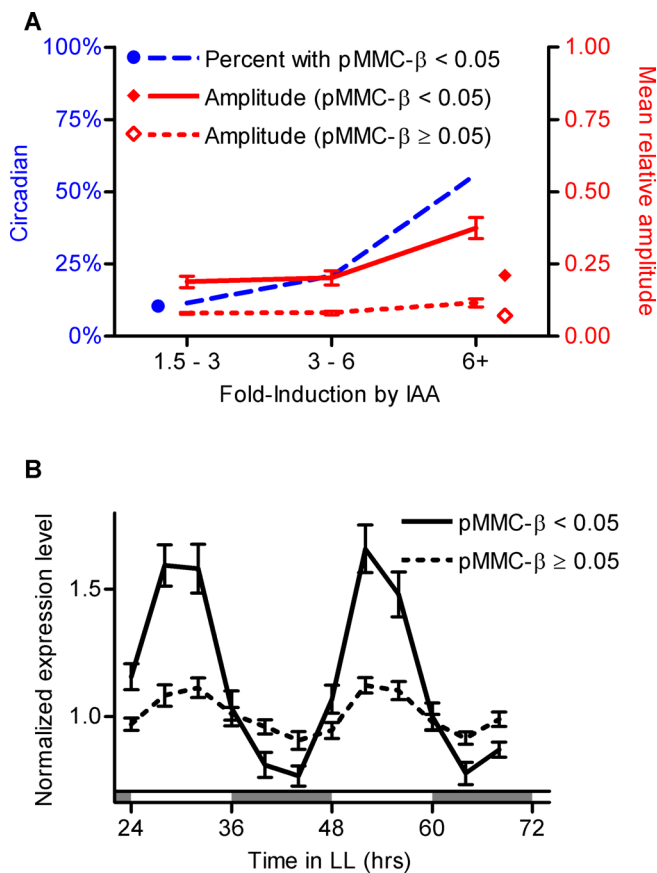 A
100%
75%
50%
25%
0%
Circadian
Percent with pMMC-β < 0.05
Amplitude (pMMC-β < 0.05)
Amplitude (pMMC-β ≥ 0.05)
1.00
0.75
0.50
0.25
0.00
Mean relative amplitude
1.5 - 3
3 - 6
6+
Fold-Induction by IAA
B
Normalized expression level
1.5
1.0
pMMC-β < 0.05
pMMC-β ≥ 0.05
24
36
48
60
72
Time in LL (hrs)